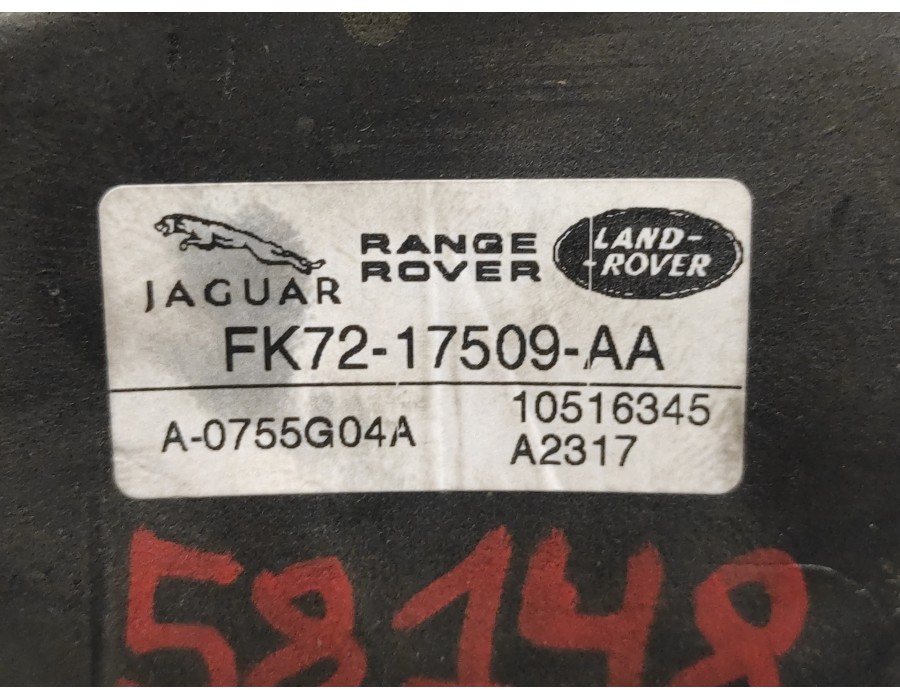 JAGUAR
RANGE
ROVER
LAND-
-ROVER
FK72-17509-AA
A-0755G04A
10516345
A2317
58148